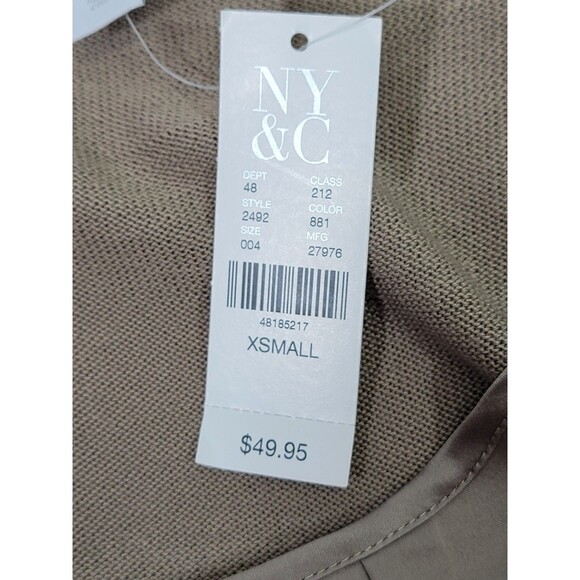 NY
&C
DEPT CLASS
48 212
STYLE COLOR
2492 881
SIZE MFG
004 27976
48185217
XSMALL
$49.95